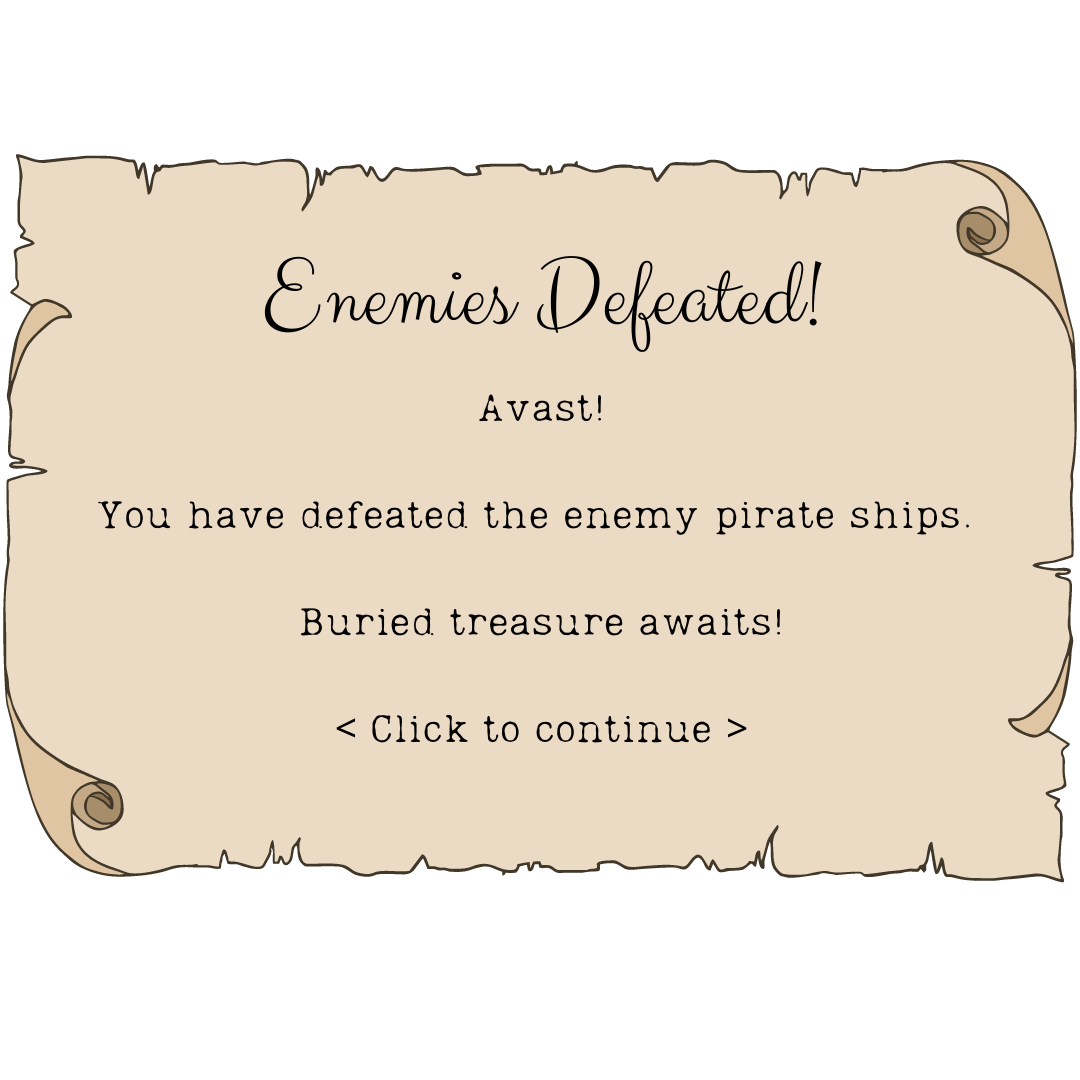 Enemies Defeated!
Avast!
You have defeated the enemy pirate ships.
Buried treasure awaits!
< Click to continue >